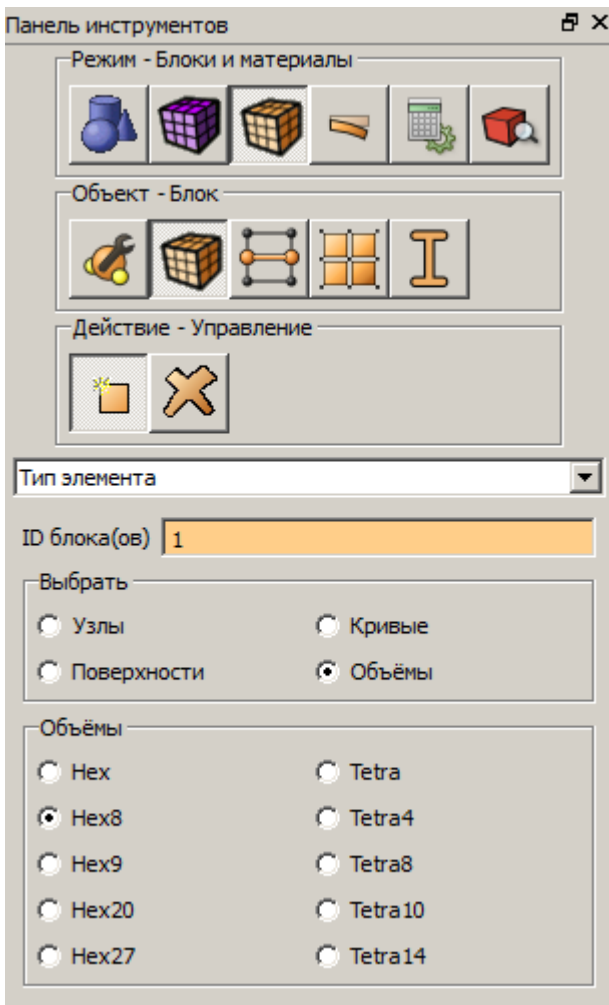 Панель инструментов
Режим - Блоки и материалы
Объект - Блок
Действие - Управление
Тип элемента
ID блока(ов) 1
Выбрать
Узлы Кривые
Поверхности Объёмы
Объёмы
Hex Tetra
Hex8 Tetra4
Hex9 Tetra8
Hex20 Tetra10
Hex27 Tetra14